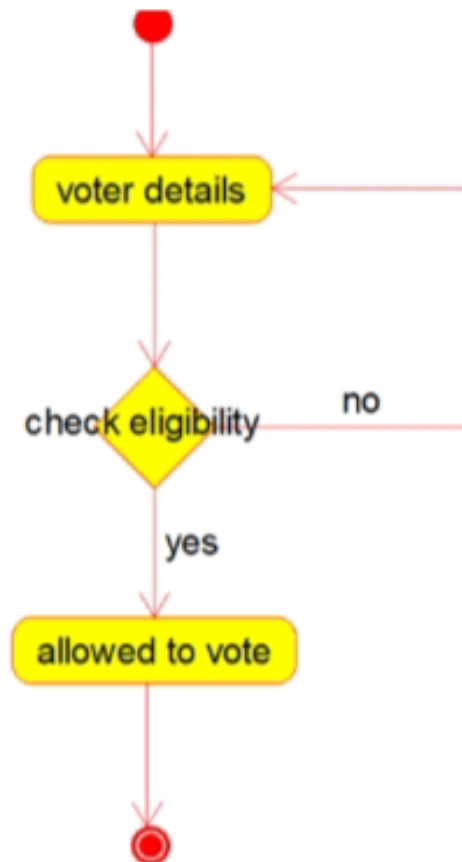 voter details
check eligibility
no
yes
allowed to vote